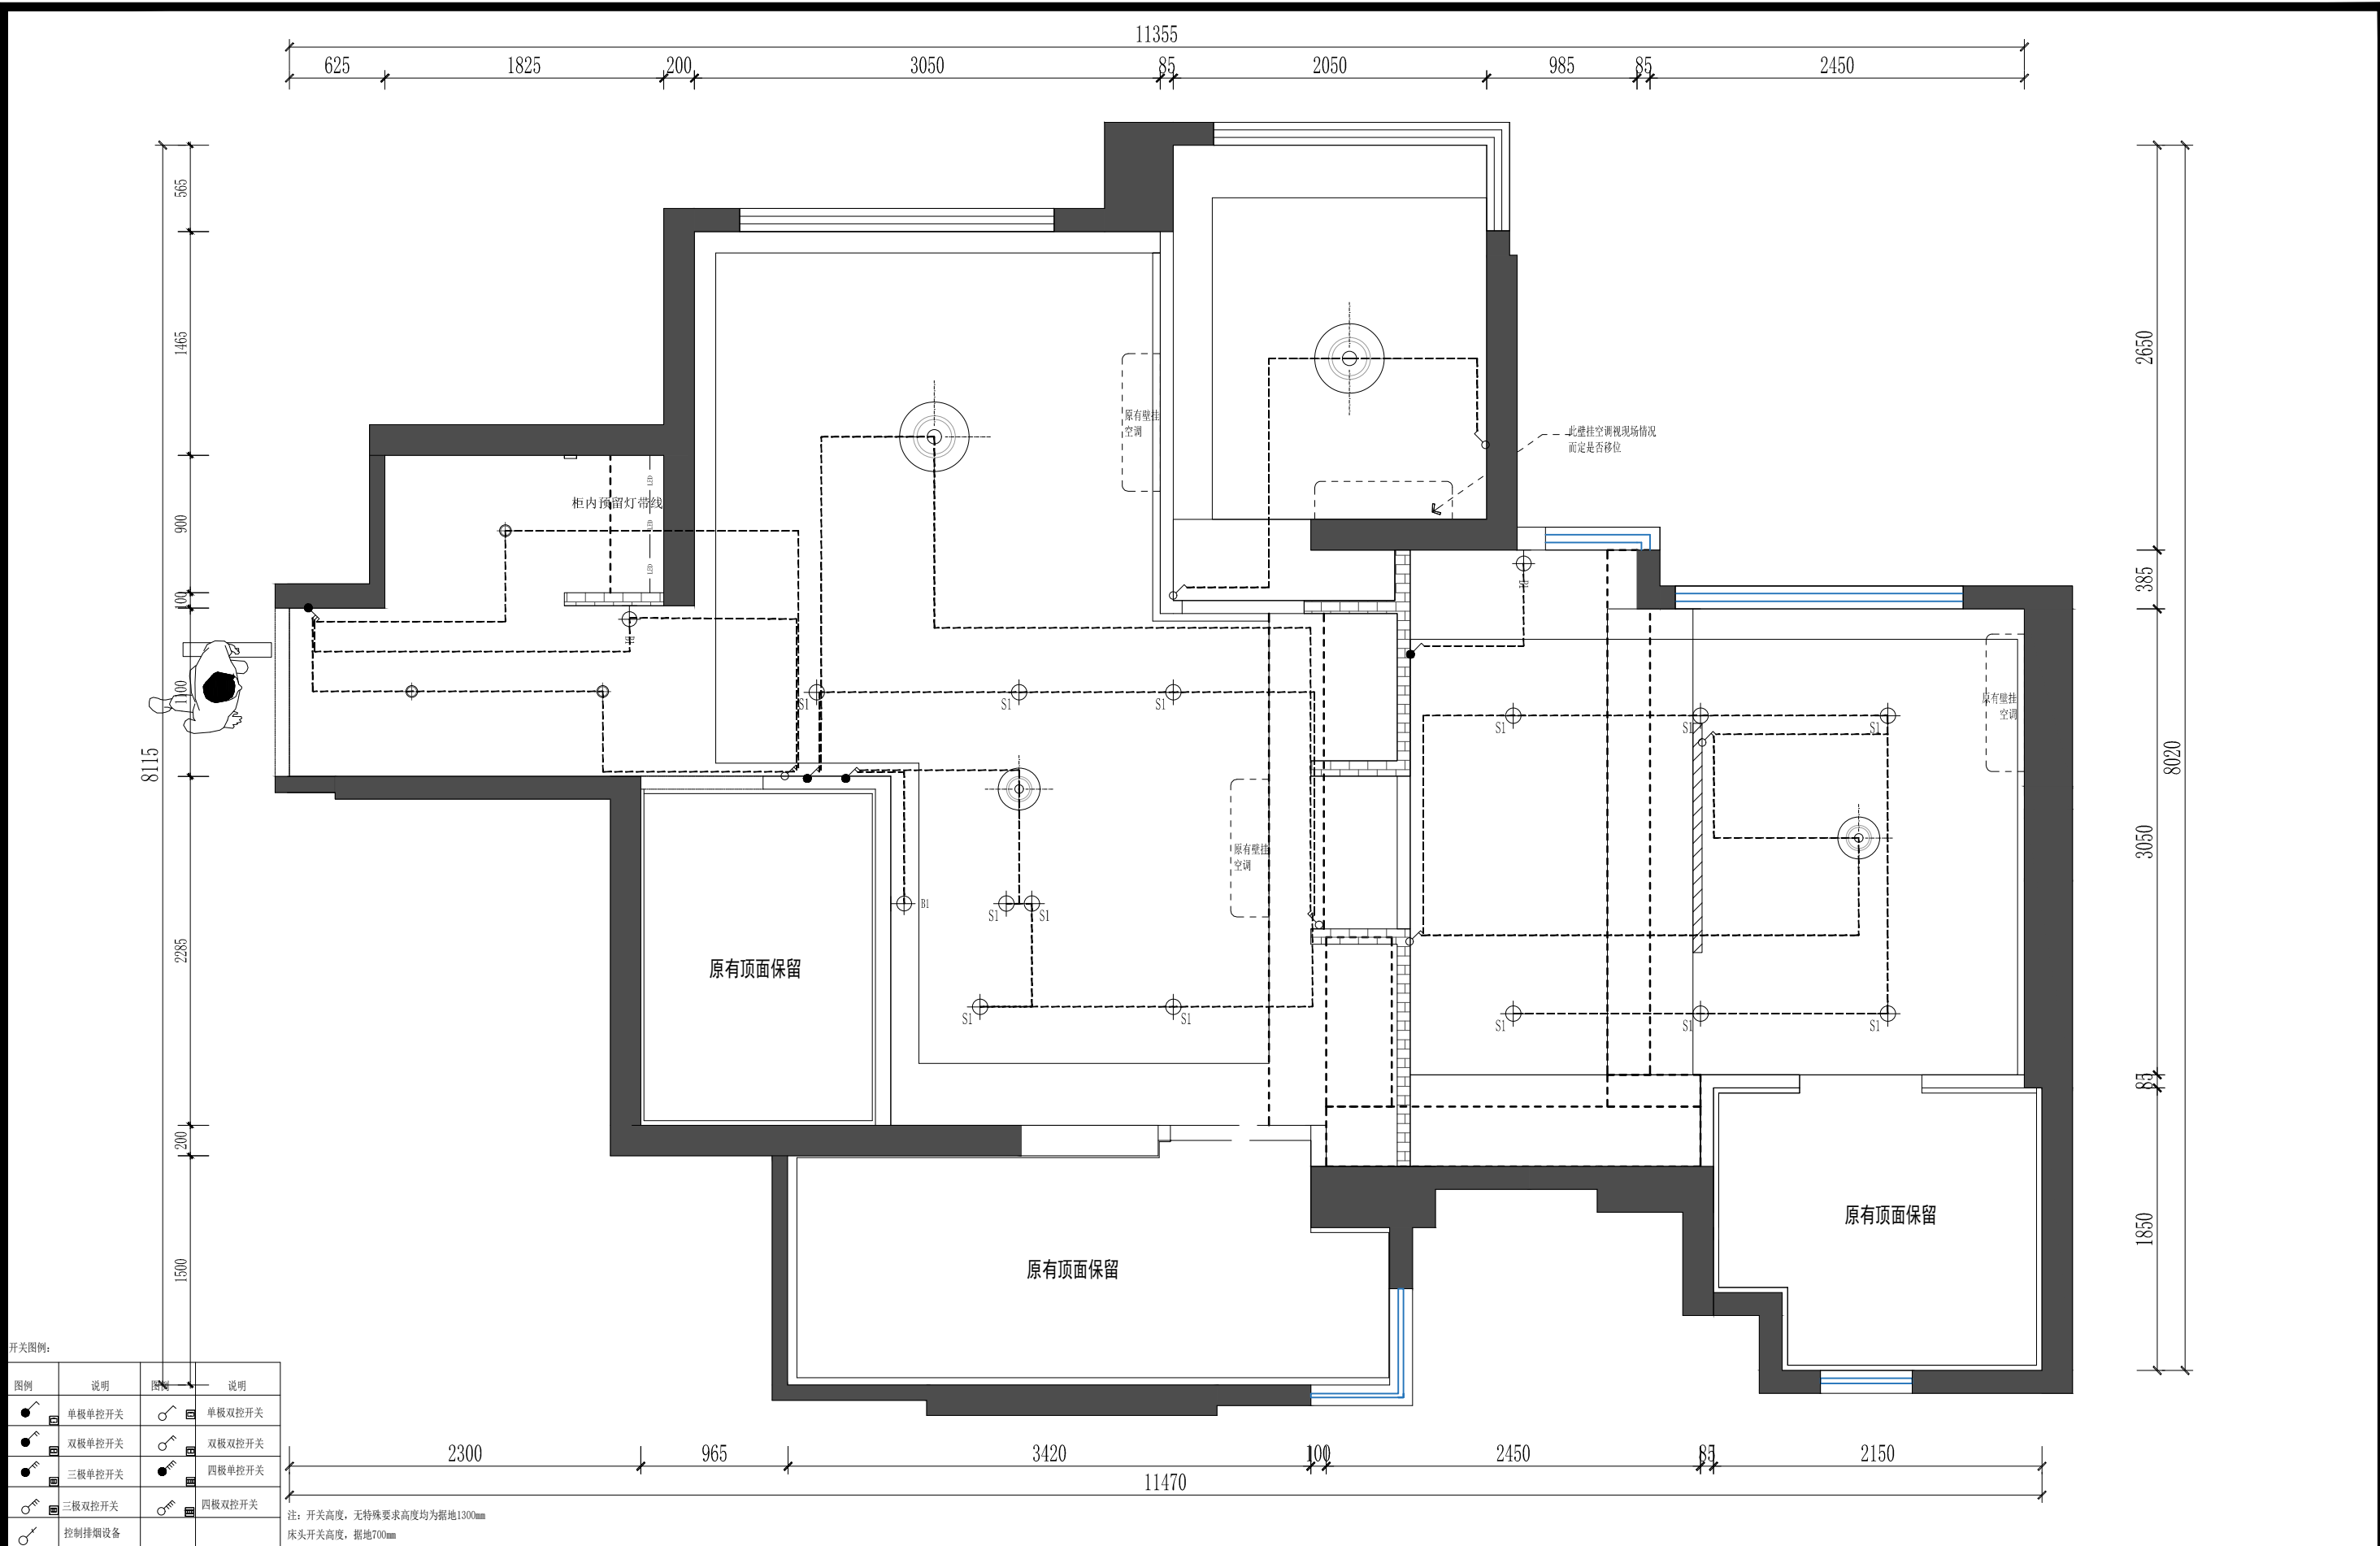 11355
625 1825 200 3050 85 2050 985 85 2450
565
1465
900
100
1100
8115
2285
200
1500
2650
385
3050
8020
85
1850
原有壁挂
空调
此壁挂空调视现场情况
而定是否移位
柜内预留灯带线
LED
LED
LED
原有壁挂
空调
S1 S1 S1
S1 S1 S1
原有壁挂
空调
B1
S1 S1
原有顶面保留
S1 S1
S1 S1 S1
原有顶面保留
原有顶面保留
开关图例:
图例 说明 图例 说明
单极单控开关 单极双控开关
双极单控开关 双极双控开关
三极单控开关 四极单控开关
三极双控开关 四极双控开关
控制排烟设备
2300 965 3420 100 2450 85 2150
11470
注: 开关高度, 无特殊要求高度均为据地1300mm
床头开关高度, 据地700mm